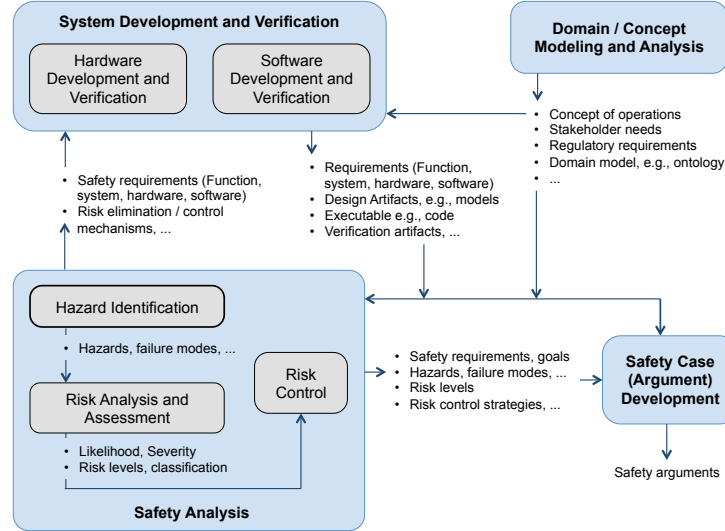 System Development and Verification
Hardware
Development and
Verification
Software
Development and
Verification
Domain / Concept
Modeling and Analysis
• Concept of operations
• Stakeholder needs
• Regulatory requirements
• Domain model, e.g., ontology
• ...
• Safety requirements (Function,
system, hardware, software)
• Risk elimination / control
mechanisms, ...
• Requirements (Function,
system, hardware, software)
• Design Artifacts, e.g., models
• Executable e.g., code
• Verification artifacts, ...
Hazard Identification
• Hazards, failure modes, ...
Risk Analysis and
Assessment
• Likelihood, Severity
• Risk levels, classification
Risk
Control
Safety Analysis
• Safety requirements, goals
• Hazards, failure modes, ...
• Risk levels
• Risk control strategies, ...
Safety Case
(Argument)
Development
Safety arguments